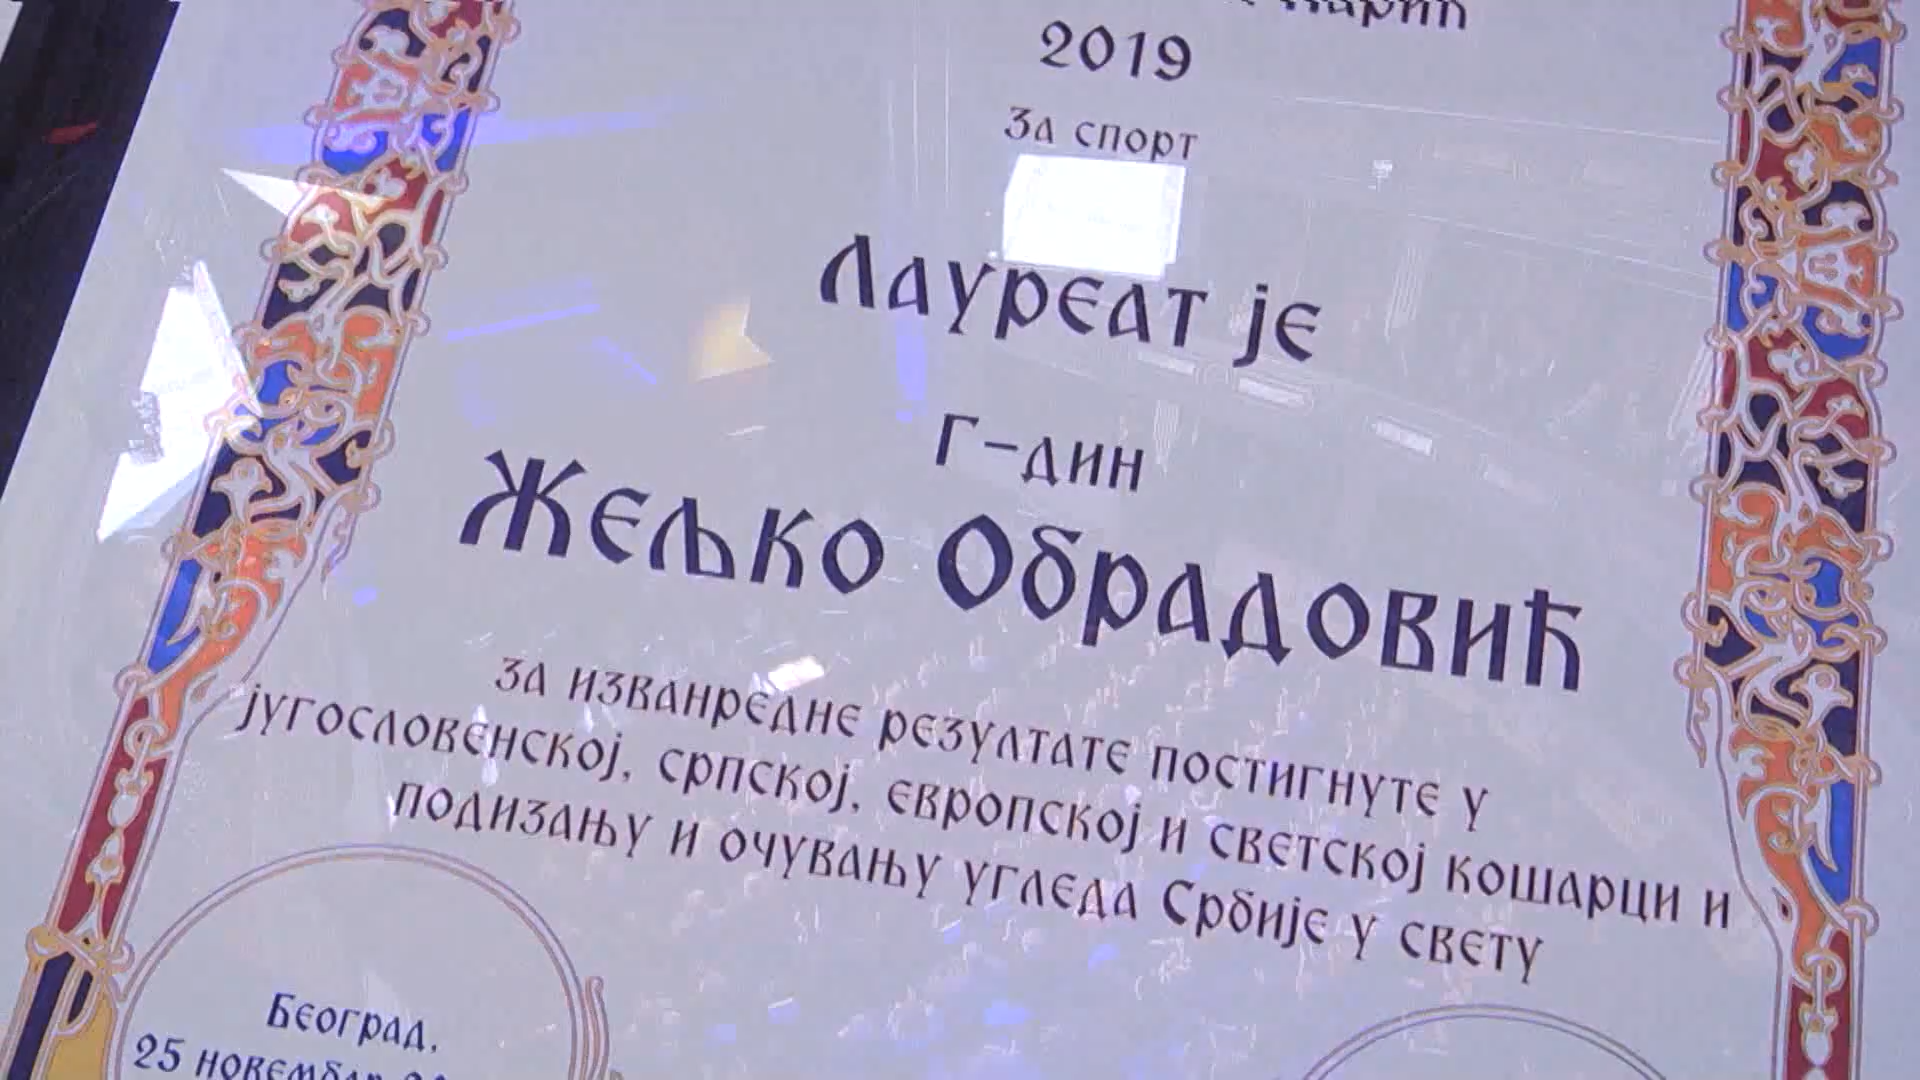 2019
За спорт
Лауреат је
Г-дин
Жељко Обрадовић
за изванредне резултате постигнуте у
југословенској, српској, европској и светској кошарци и
подизању и очувању угледа Србије у свету
Београд,
25 новембар